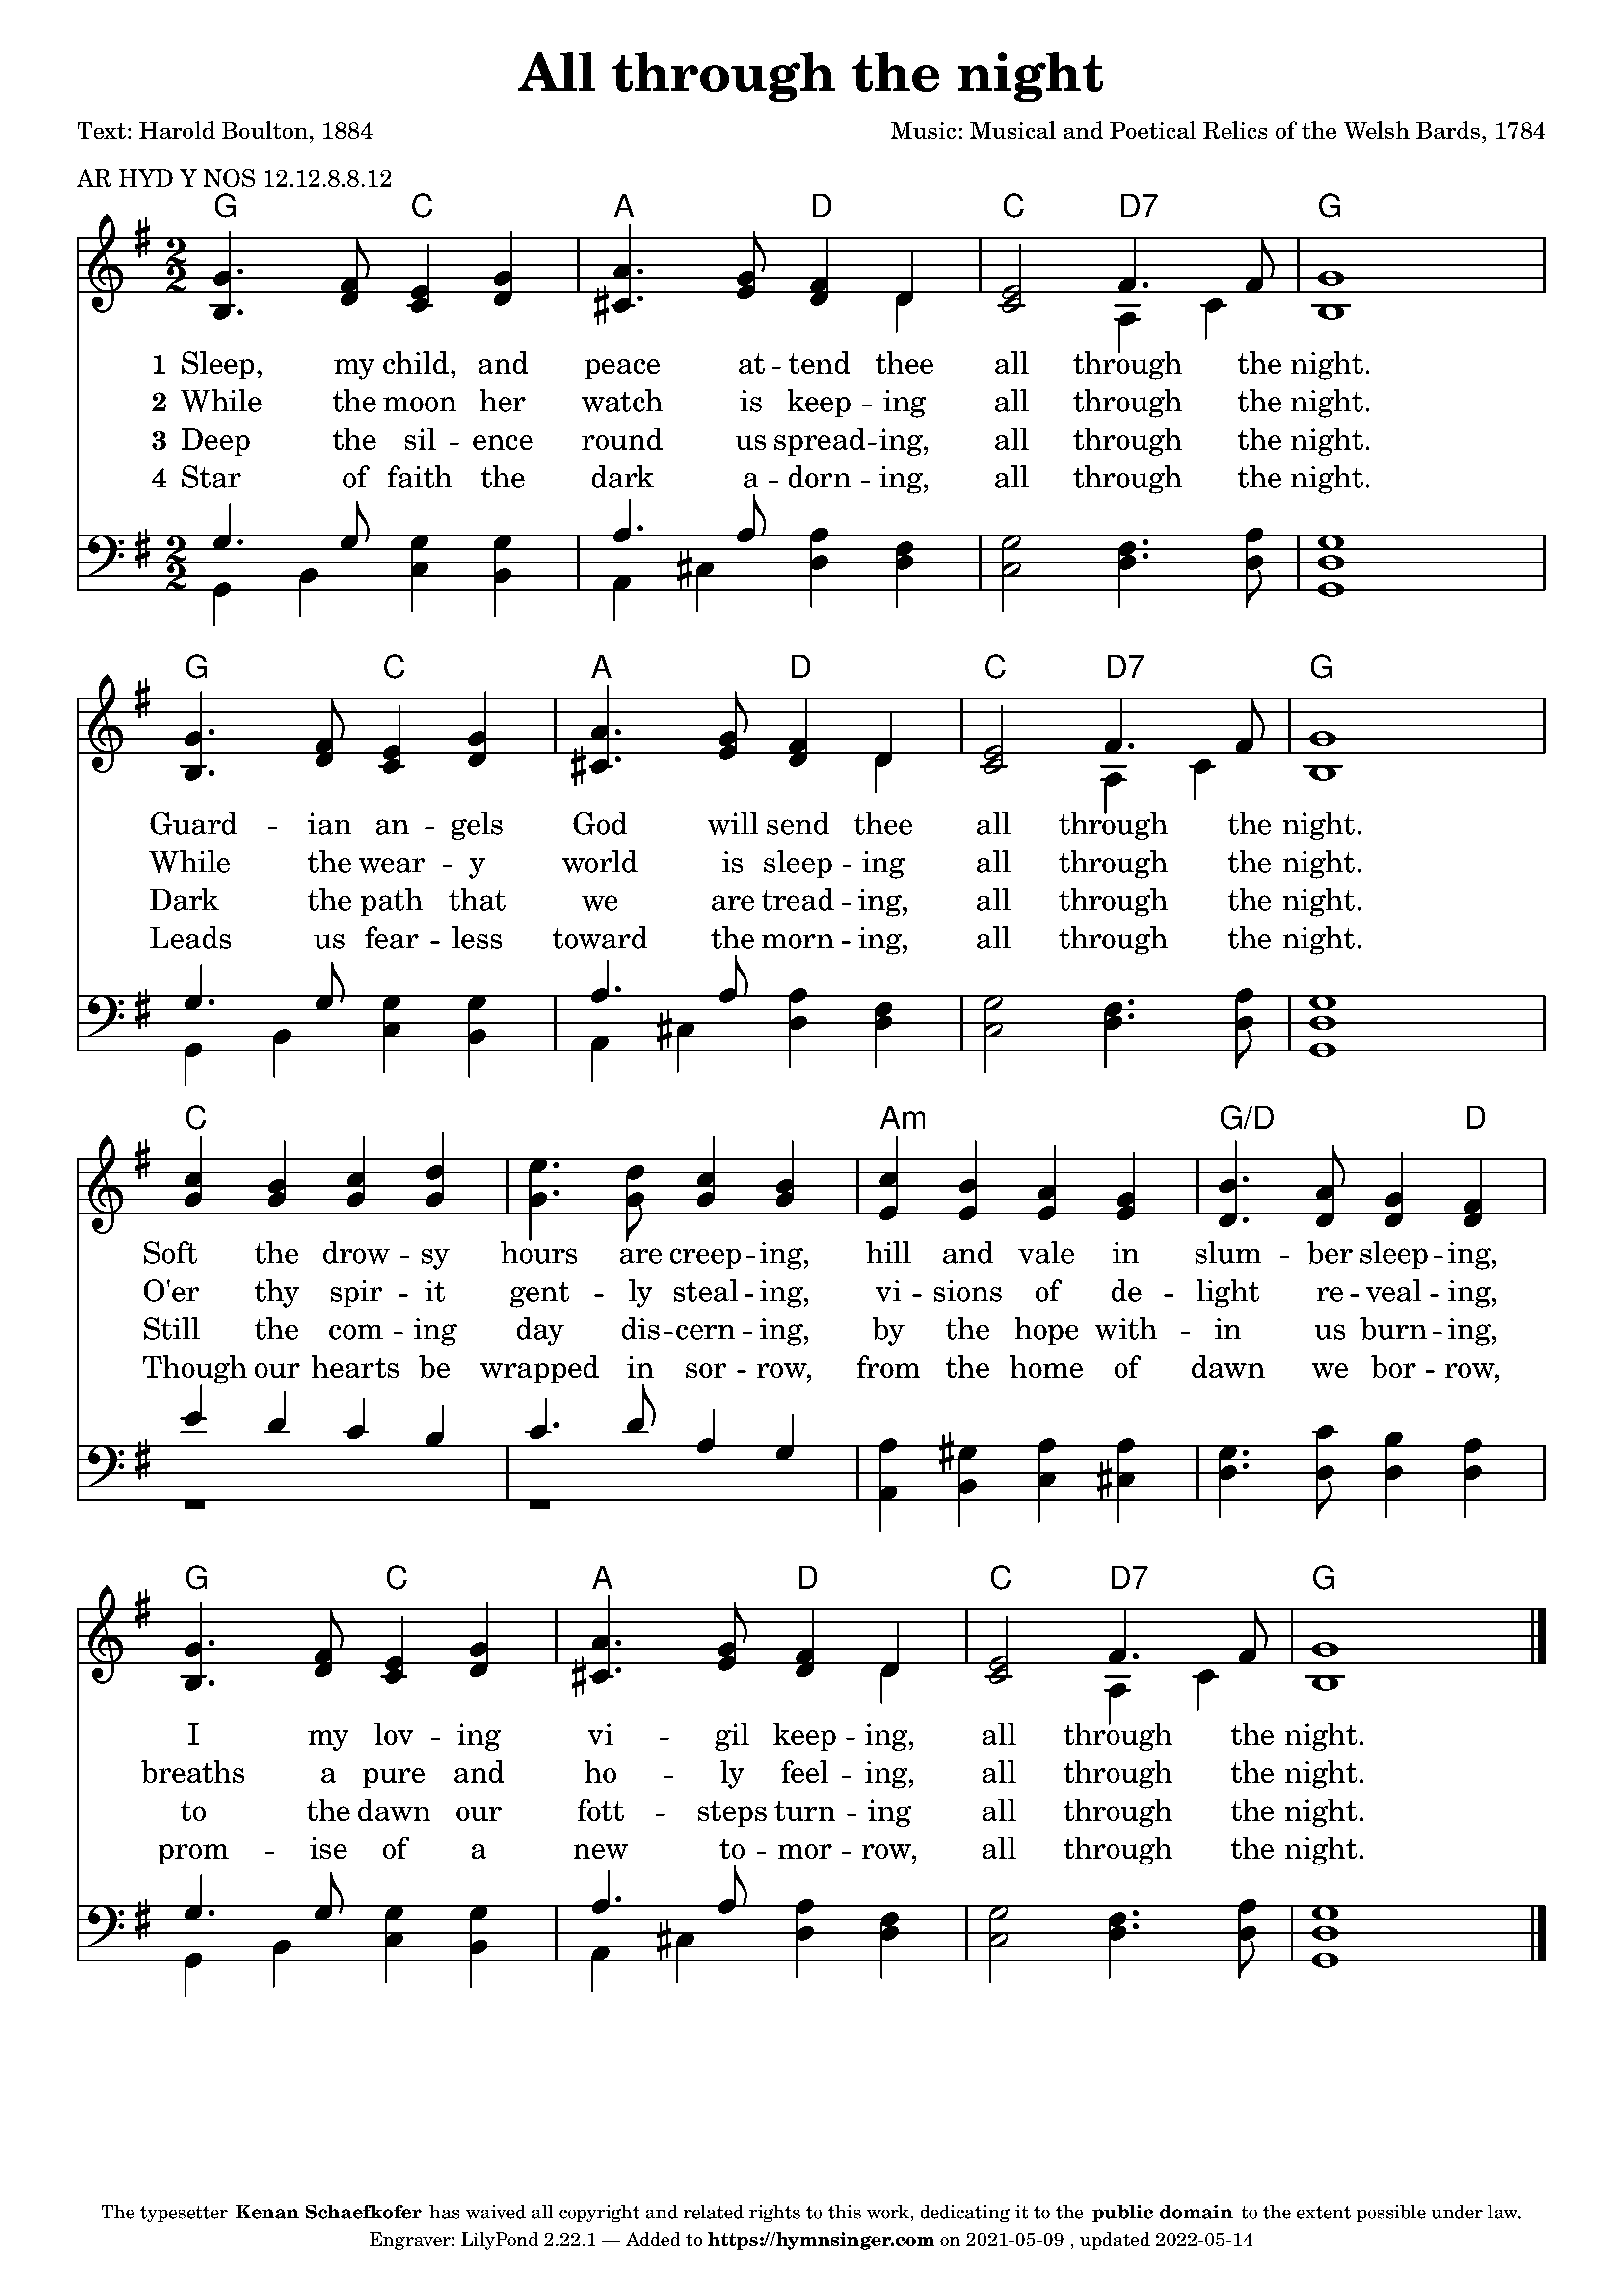 All through the night
Text: Harold Boulton, 1884
Music: Musical and Poetical Relics of the Welsh Bards, 1784
AR HYD Y NOS 12.12.8.8.12
G C A D C D7 G
2
2
1 Sleep, my child, and peace at -- tend thee all through the night.
2 While the moon her watch is keep -- ing all through the night.
3 Deep the sil -- ence round us spread -- ing, all through the night.
4 Star of faith the dark a -- dorn -- ing, all through the night.
2
2
G C A D C D7 G
Guard -- ian an -- gels God will send thee all through the night.
While the wear -- y world is sleep -- ing all through the night.
Dark the path that we are tread -- ing, all through the night.
Leads us fear -- less toward the morn -- ing, all through the night.
C Am G/D D
Soft the drow -- sy hours are creep -- ing, hill and vale in slum -- ber sleep -- ing,
O'er thy spir -- it gent -- ly steal -- ing, vi -- sions of de -- light re -- veal -- ing,
Still the com -- ing day dis -- cern -- ing, by the hope with -- in us burn -- ing,
Though our hearts be wrapped in sor -- row, from the home of dawn we bor -- row,
G C A D C D7 G
I my lov -- ing vi -- gil keep -- ing, all through the night.
breaths a pure and ho -- ly feel -- ing, all through the night.
to the dawn our fott -- steps turn -- ing all through the night.
prom -- ise of a new to -- mor -- row, all through the night.
The typesetter Kenan Schaefkofer has waived all copyright and related rights to this work, dedicating it to the public domain to the extent possible under law.
Engraver: LilyPond 2.22.1 — Added to https://hymnsinger.com on 2021-05-09 , updated 2022-05-14